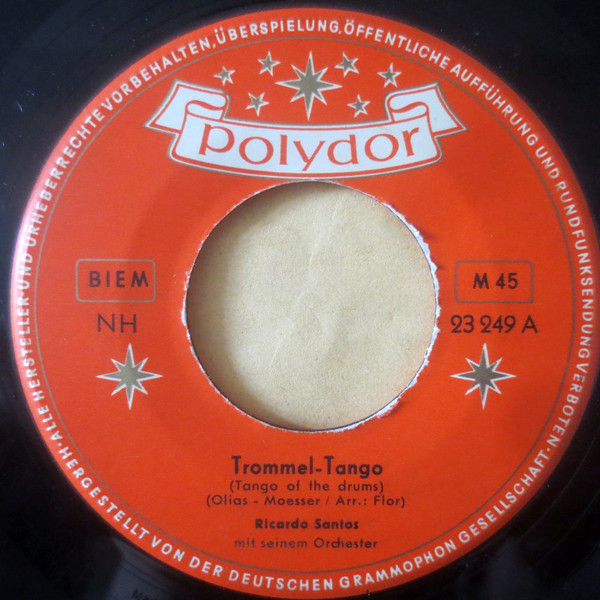 ·ALLE HERSTELLER-UND URHEBERRECHTE VORBEHALTEN, ÜBERSPIELUNG, ÖFFENTLICHE AUFFÜHRUNG UND RUNDFUNKSENDUNG VERBOTEN·
polydor
BIEM
M 45
NH
23 249 A
Trommel-Tango
(Tango of the drums)
(Olias - Moesser / Arr.: Flor)
Ricardo Santos
mit seinem Orchester
HERGESTELLT VON DER DEUTSCHEN GRAMMOPHON GESELLSCHAFT·